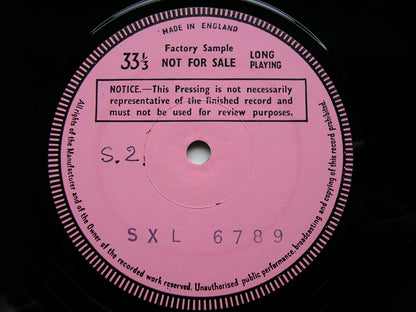 MADE IN ENGLAND
Factory Sample
33⅓ NOT FOR SALE LONG PLAYING
NOTICE.—This Pressing is not necessarily
representative of the finished record and
must not be used for review purposes.
S.2.
SXL 6789
All rights of the Manufacturer and of the Owner of the recorded work reserved. Unauthorised public performance, broadcasting and copying of this record prohibited.